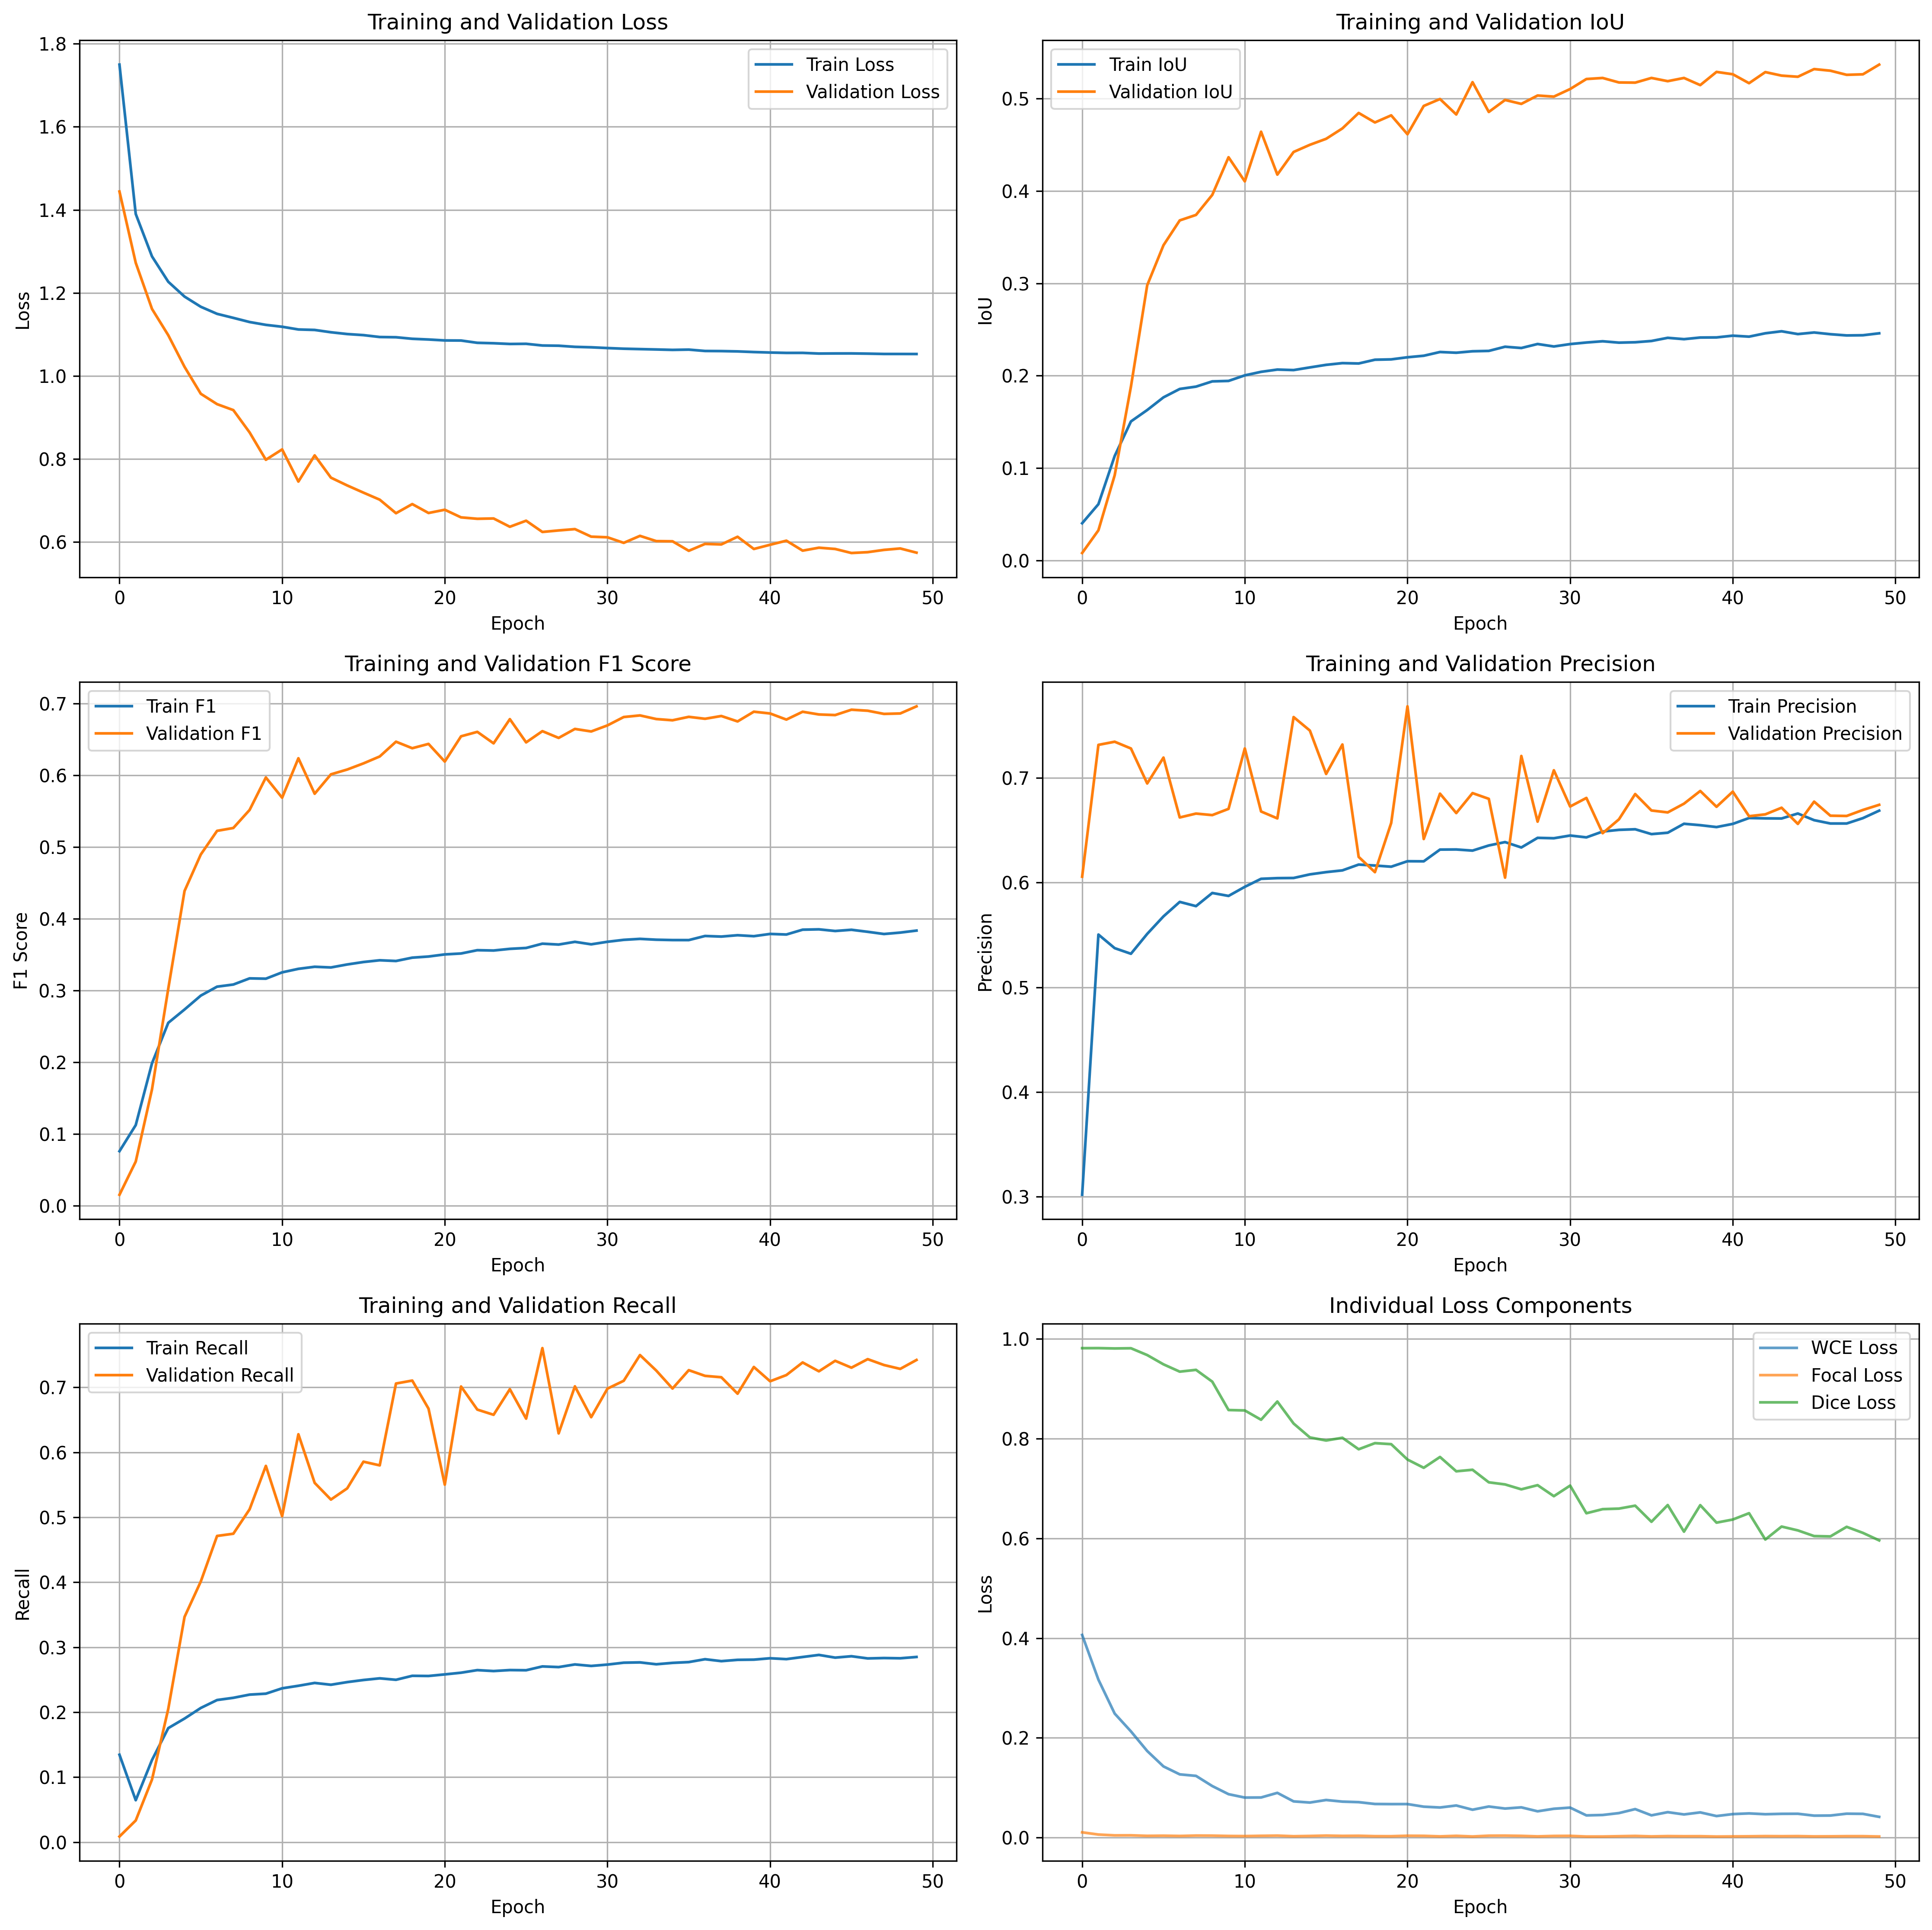 Training and Validation Loss
1.8
1.6
1.4
1.2
1.0
0.8
0.6
Loss
Train Loss
Validation Loss
0 10 20 30 40 50
Epoch
Training and Validation IoU
0.5
0.4
0.3
0.2
0.1
0.0
IoU
Train IoU
Validation IoU
0 10 20 30 40 50
Epoch
Training and Validation F1 Score
0.7
0.6
0.5
0.4
0.3
0.2
0.1
0.0
F1 Score
Train F1
Validation F1
0 10 20 30 40 50
Epoch
Training and Validation Precision
0.7
0.6
0.5
0.4
0.3
Precision
Train Precision
Validation Precision
0 10 20 30 40 50
Epoch
Training and Validation Recall
0.7
0.6
0.5
0.4
0.3
0.2
0.1
0.0
Recall
Train Recall
Validation Recall
0 10 20 30 40 50
Epoch
Individual Loss Components
1.0
0.8
0.6
0.4
0.2
0.0
Loss
WCE Loss
Focal Loss
Dice Loss
0 10 20 30 40 50
Epoch